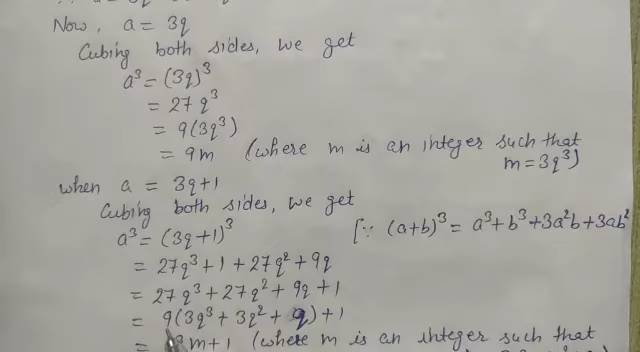 Now, a = 3q
Cubing both sides, we get
a³ = (3q)³
= 27 q³
= 9(3q³)
= 9m (where m is an integer such that
m = 3q³)
when a = 3q+1
Cubing both sides, we get
a³ = (3q+1)³ [∵ (a+b)³ = a³+b³+3a²b+3ab²
= 27q³ + 1 + 27q² + 9q
= 27q³ + 27q² + 9q + 1
= 9(3q³ + 3q² + q) + 1
= m+1 (where m is an integer such that